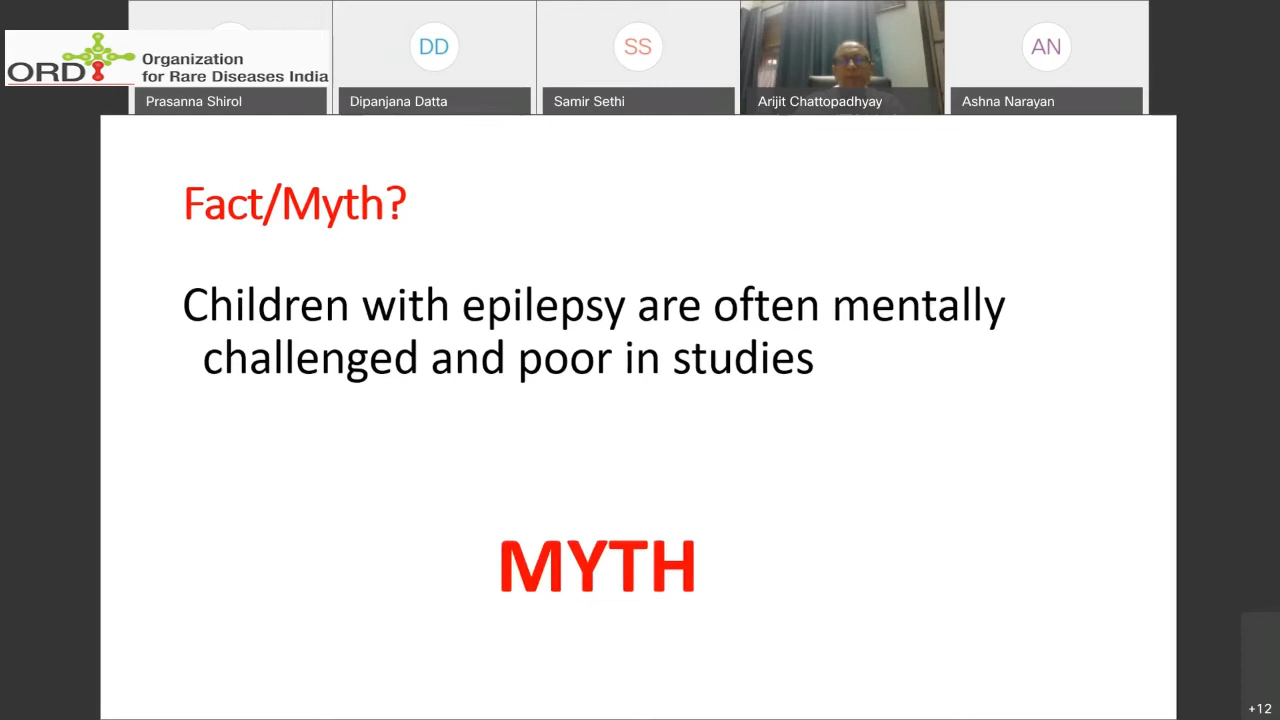 ORD
Organization
for Rare Diseases India
DD
SS
AN
Prasanna Shirol
Dipanjana Datta
Samir Sethi
Arijit Chattopadhyay
Ashna Narayan
Fact/Myth?
Children with epilepsy are often mentally
challenged and poor in studies
MYTH
+12